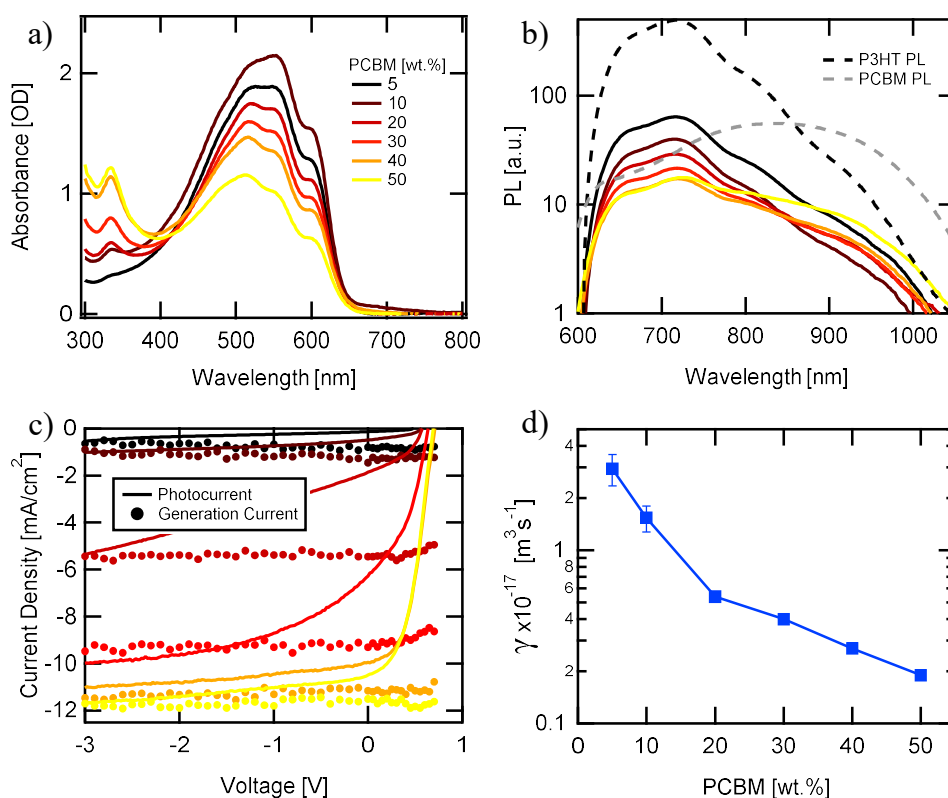 a)
Absorbance [OD]
2
1
0
300 400 500 600 700 800
Wavelength [nm]
PCBM [wt.%]
5
10
20
30
40
50
b)
PL [a.u.]
100
10
1
600 700 800 900 1000
Wavelength [nm]
P3HT PL
PCBM PL
c)
Current Density [mA/cm²]
0
-2
-4
-6
-8
-10
-12
-3 -2 -1 0 1
Voltage [V]
Photocurrent
Generation Current
d)
γ x10⁻¹⁷ [m³s⁻¹]
4
2
1
8
6
4
2
0.1
0 10 20 30 40 50
PCBM [wt.%]